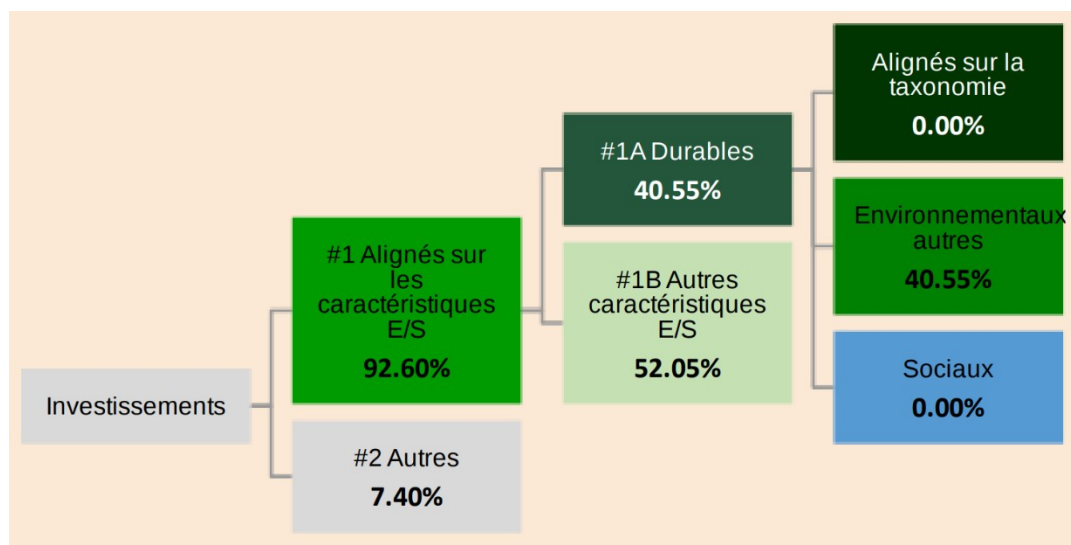 Investissements
#1 Alignés sur
les
caractéristiques
E/S
92.60%
#2 Autres
7.40%
#1A Durables
40.55%
#1B Autres
caractéristiques
E/S
52.05%
Alignés sur la
taxonomie
0.00%
Environnementaux
autres
40.55%
Sociaux
0.00%